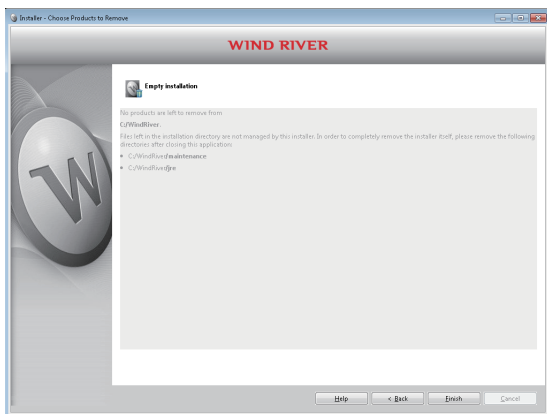 Installer - Choose Products to Remove
WIND RIVER
Empty installation
No products are left to remove from
C:/WindRiver.
Files left in the installation directory are not managed by this installer. In order to completely remove the installer itself, please remove the following
directories after closing this application:
• C:/WindRiver/maintenance
• C:/WindRiver/jre
W
Help
< Back
Finish
Cancel